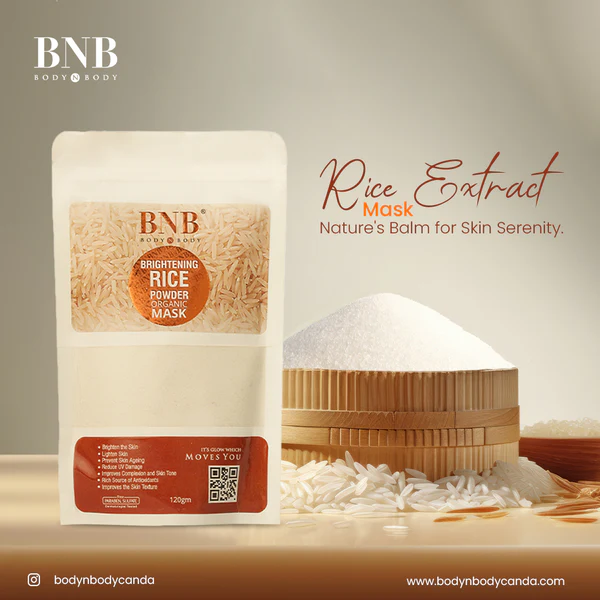 BNB
BODY N BODY
Rice Extract
Mask
Nature's Balm for Skin Serenity.
BNB®
BODY N BODY
BRIGHTENING
RICE
POWDER
ORGANIC
MASK
• Brighten the Skin
• Lighten Skin
• Prevent Skin Ageing
• Reduce UV Damage
• Improves Complexion and Skin Tone
• Rich Source of Antioxidants
• Improves the Skin Texture
IT'S GLOW WHICH
MOVES YOU
120gm
bodynbodycanda
www.bodynbodycanda.com